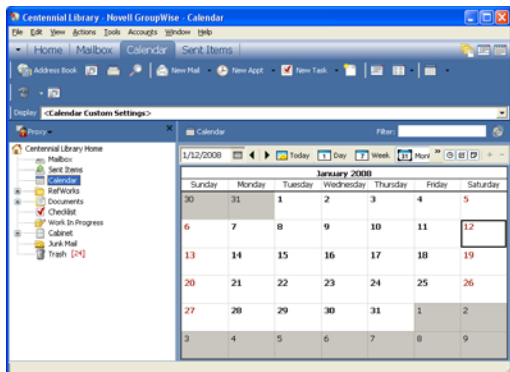 Centennial Library - Novell GroupWise - Calendar
File Edit View Actions Tools Accounts Window Help
Home Mailbox Calendar Sent Items
Address Book New Mail New Appt New Task
Display <Calendar Custom Settings>
Proxy
Calendar Filter:
Centennial Library Home
Mailbox
Sent Items
Calendar
RefWorks
Documents
Checklist
Work In Progress
Cabinet
Junk Mail
Trash [24]
1/12/2008 Today 1 Day 7 Week 31 »
January 2008
Sunday Monday Tuesday Wednesday Thursday Friday Saturday
30 31 1 2 3 4 5
6 7 8 9 10 11 12
13 14 15 16 17 18 19
20 21 22 23 24 25 26
27 28 29 30 31 1 2
3 4 5 6 7 8 9